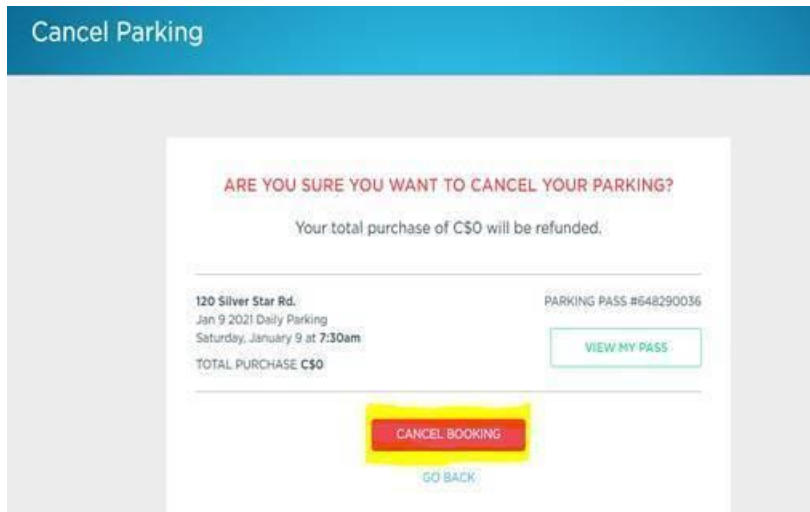 Cancel Parking
ARE YOU SURE YOU WANT TO CANCEL YOUR PARKING?
Your total purchase of C$0 will be refunded.
120 Silver Star Rd.
Jan 9 2021 Daily Parking
Saturday, January 9 at 7:30am
TOTAL PURCHASE C$0
PARKING PASS #648290036
VIEW MY PASS
CANCEL BOOKING
GO BACK